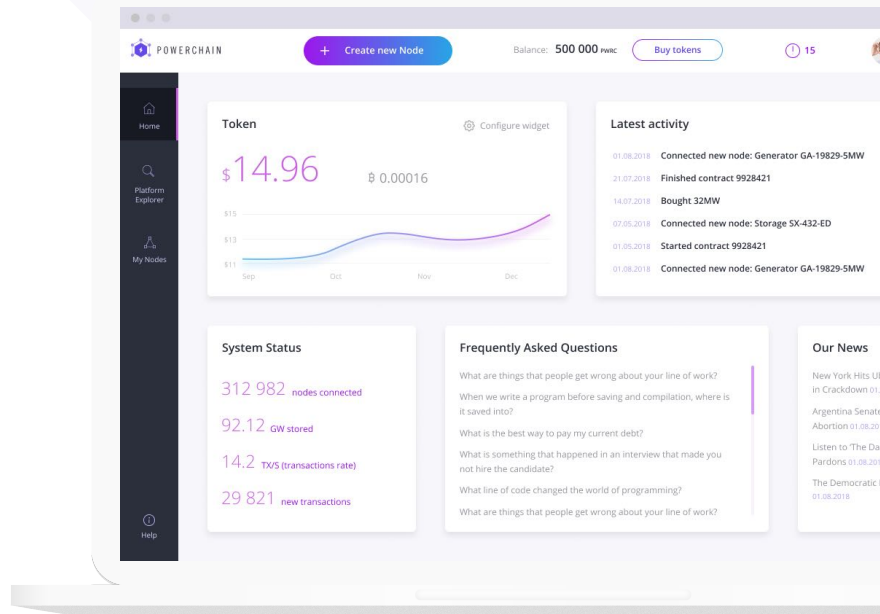 POWERCHAIN
+ Create new Node
Balance: 500 000 PWRC
Buy tokens
15
Home
Platform
Explorer
My Nodes
Help
Token
Configure widget
$14.96
฿ 0.00016
$15
$13
$11
Sep Oct Nov Dec
Latest activity
01.08.2018 Connected new node: Generator GA-19829-5MW
21.07.2018 Finished contract 9928421
14.07.2018 Bought 32MW
07.05.2018 Connected new node: Storage SX-432-ED
01.05.2018 Started contract 9928421
01.08.2018 Connected new node: Generator GA-19829-5MW
System Status
312 982 nodes connected
92.12 GW stored
14.2 TX/S (transactions rate)
29 821 new transactions
Frequently Asked Questions
What are things that people get wrong about your line of work?
When we write a program before saving and compilation, where is
it saved into?
What is the best way to pay my current debt?
What is something that happened in an interview that made you
not hire the candidate?
What line of code changed the world of programming?
What are things that people get wrong about your line of work?
Our News
New York Hits
in Crackdown 01.
Argentina Senate
Abortion 01.08.20
Listen to 'The Da
Pardons 01.08.201
The Democratic
01.08.2018